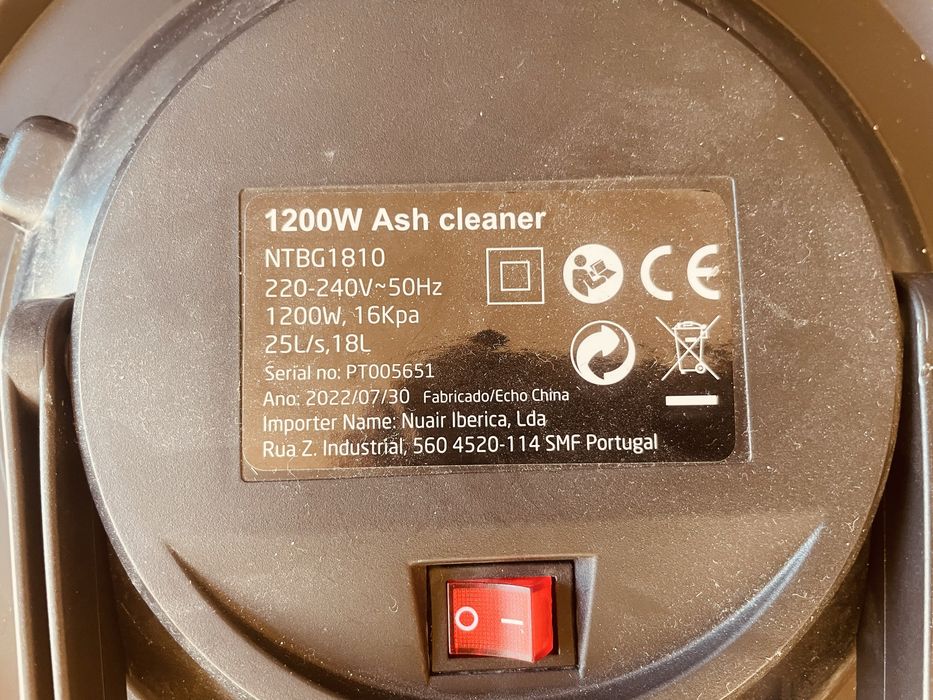 1200W Ash cleaner
NTBG1810
220-240V~50Hz
1200W, 16Kpa
25L/s,18L
Serial no: PT005651
Ano: 2022/07/30 Fabricado/Echo China
Importer Name: Nuair Iberica, Lda
Rua Z. Industrial, 560 4520-114 SMF Portugal
CE
O I